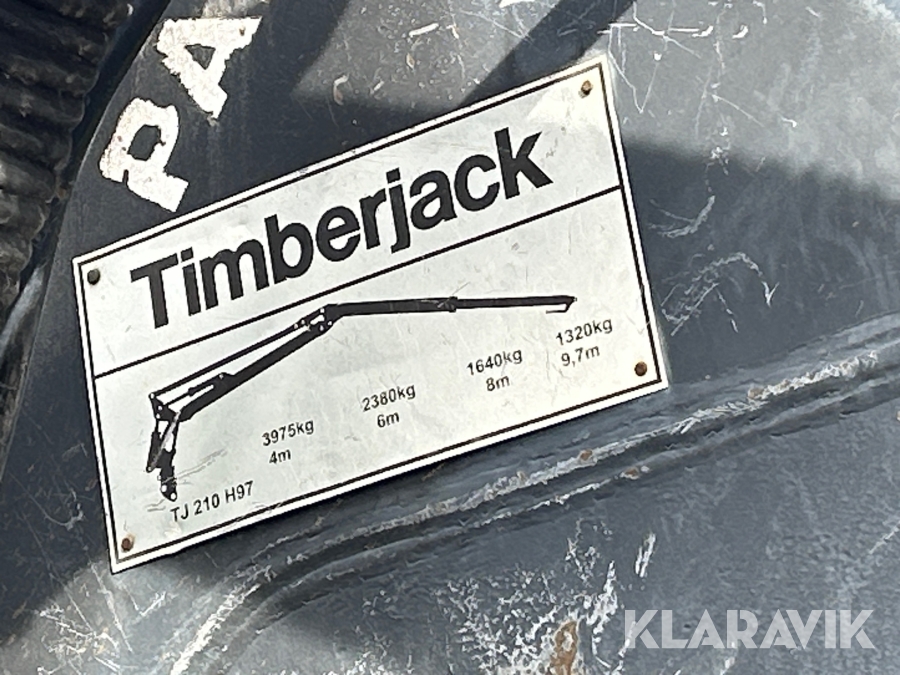 PA
Timberjack
3975kg
4m
2380kg
6m
1640kg
8m
1320kg
9,7m
TJ 210 H97
KLARAVIK